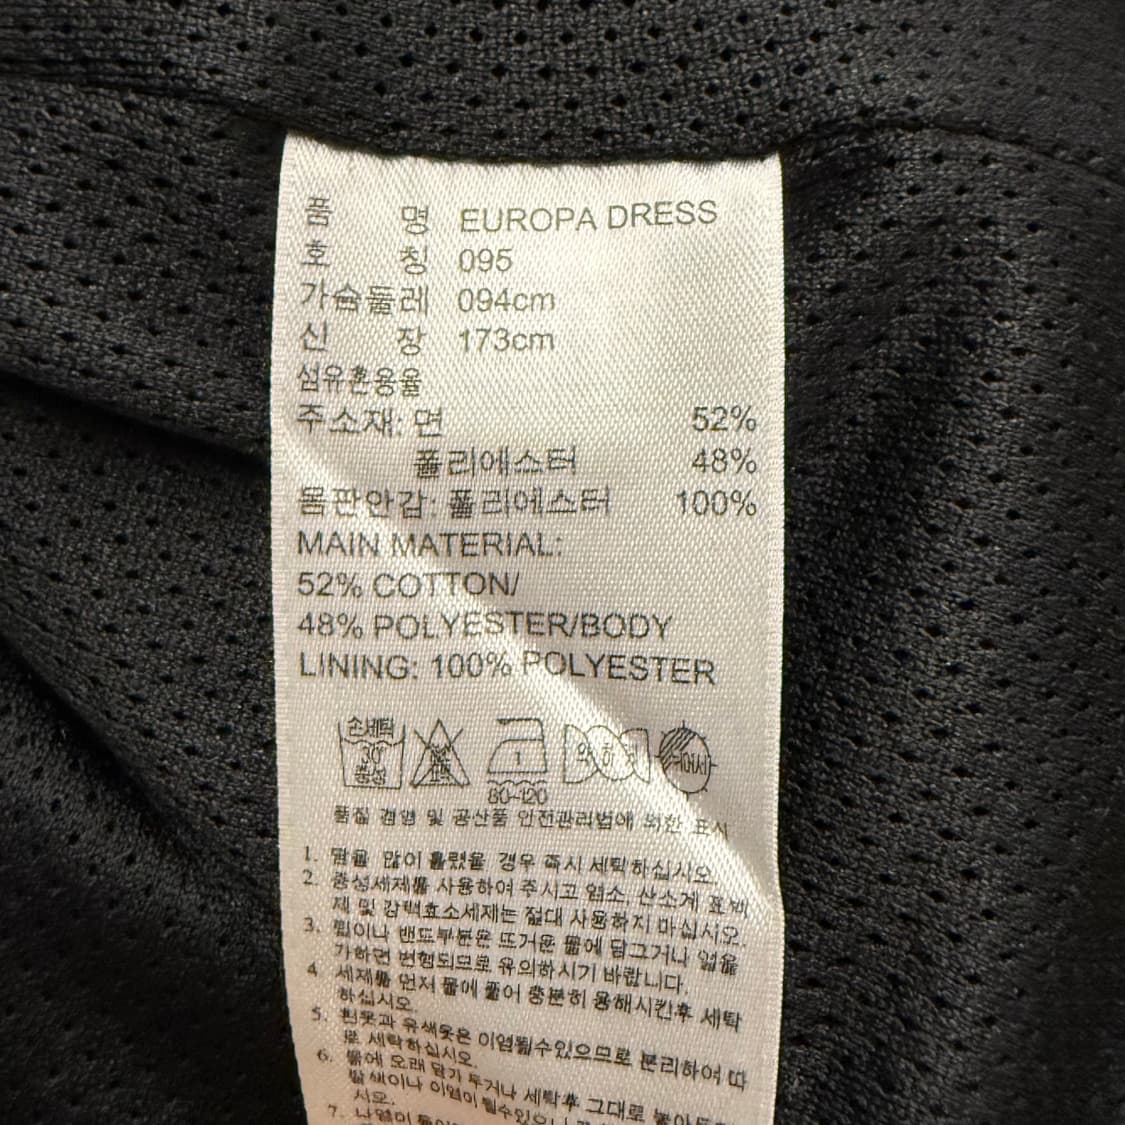 품 명 EUROPA DRESS
호 칭 095
가슴둘레 094cm
신 장 173cm
섬유혼용율
주소재: 면 52%
폴리에스터 48%
몸판안감: 폴리에스터 100%
MAIN MATERIAL:
52% COTTON/
48% POLYESTER/BODY
LINING: 100% POLYESTER
손세탁
30°
중성
1
약하게
80~120
품질 경영 및 공산품 안전관리법에 의한 표시
1. 땀을 많이 흘렸을 경우 즉시 세탁하십시오.
2. 중성세제를 사용하여 주시고 염소, 산소계 표백
제 및 강력효소세제는 절대 사용하지 마십시오.
3. 립이나 밴드부분은 뜨거운 물에 담그거나 열을
가하면 변형되므로 유의하시기 바랍니다.
4. 세제를 먼저 물에 풀어 충분히 용해시킨후 세탁
하십시오.
5. 흰옷과 유색옷은 이염될수있으므로 분리하여 따
로 세탁하십시오.
6. 물에 오래 담가 두거나 세탁후 그대로 놓아두
탈색이나 이염이 될수있으니
시오.
7.